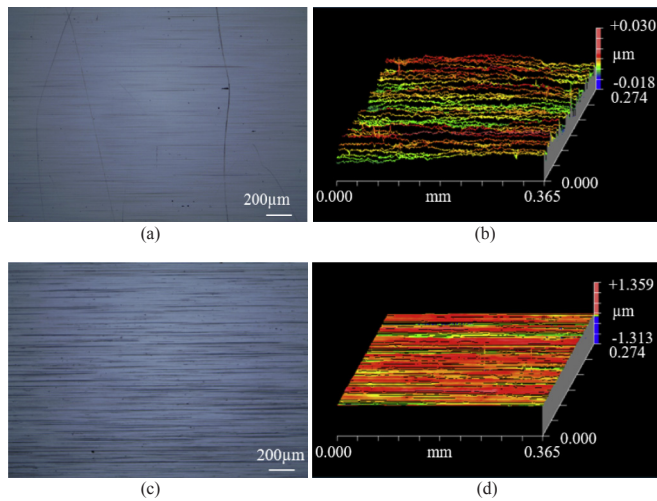 +0.030
µm
-0.018
0.274
200µm
0.000
0.000
mm
0.365
(a)
(b)
+1.359
µm
-1.313
0.274
200µm
0.000
0.000
mm
0.365
(c)
(d)